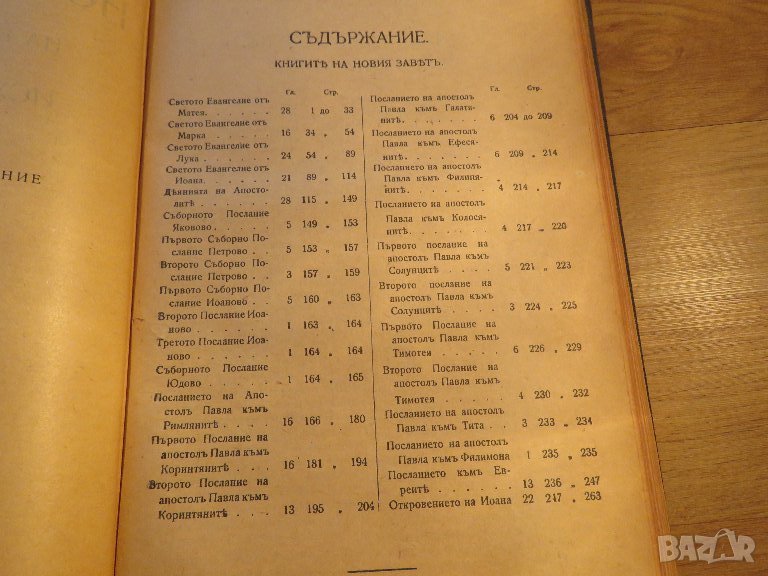 НИЕ
СЪДЪРЖАНИЕ.
КНИГИТѢ НА НОВИЯ ЗАВѢТЪ.
Гл. Стр.
Светото Евангелие отъ
Матея. . . . . . . 28 1 до 33
Светото Евангелие отъ
Марка . . . . . . 16 34 „ 54
Светото Евангелие отъ
Лука . . . . . . 24 54 „ 89
Светото Евангелие отъ
Иоана. . . . . . . 21 89 „ 114
Дѣянията на Апосто-
литѣ . . . . . . 28 115 „ 149
Съборното Послание
Яковово . . . . . 5 149 „ 153
Първото Съборно По
слание Петрово . . 5 153 „ 157
Второто Съборно По
слание Петрово . . 3 157 „ 159
Първото Съборно По
слание Иоаново . . 5 160 „ 163
Второто Послание Иоа-
ново . . . . . . . 1 163 „ 164
Третото Послание Иоа-
ново . . . . . . . 1 164 „ 164
Съборното Послание
Юдово . . . . . . 1 164 „ 165
Посланието на Апо-
столъ Павла къмъ
Римлянитѣ . . . . 16 166 „ 180
Първото Послание на
апостолъ Павла къмъ
Коринтянитѣ . . . 16 181 „ 194
Второто Послание на
апостолъ Павла къмъ
Коринтянитѣ . . . 13 195 „ 204
Гл. Стр.
Посланието на апостолъ
Павла къмъ Галатя-
нитѣ. . . . . . . . 6 204 до 209
Посланието на апостолъ
Павла къмъ Ефеся-
нитѣ. . . . . . . . 6 209 „ 214
Посланието на апостолъ
Павла къмъ Филипя-
нитѣ. . . . . . . . 4 214 „ 217
Посланието на апостолъ
Павла къмъ Колося-
нитѣ. . . . . . . . 4 217 „ 220
Първото послание на
апостолъ Павла къмъ
Солунцитѣ . . . . 5 221 „ 223
Второто послание на
апостолъ Павла къмъ
Солунцитѣ . . . . 3 224 „ 225
Първото Послание на
апостолъ Павла къмъ
Тимотея . . . . . 6 226 „ 229
Второто Послание на
апостолъ Павла къмъ
Тимотея . . . . . 4 230 „ 232
Посланието на апостолъ
Павла къмъ Тита . . 3 233 „ 234
Посланието на апостолъ
Павла къмъ Филимона 1 235 „ 235
Посланието къмъ Ев-
реитѣ . . . . . . 13 236 „ 247
Откровението на Иоана 22 247 „ 263
BAZAR